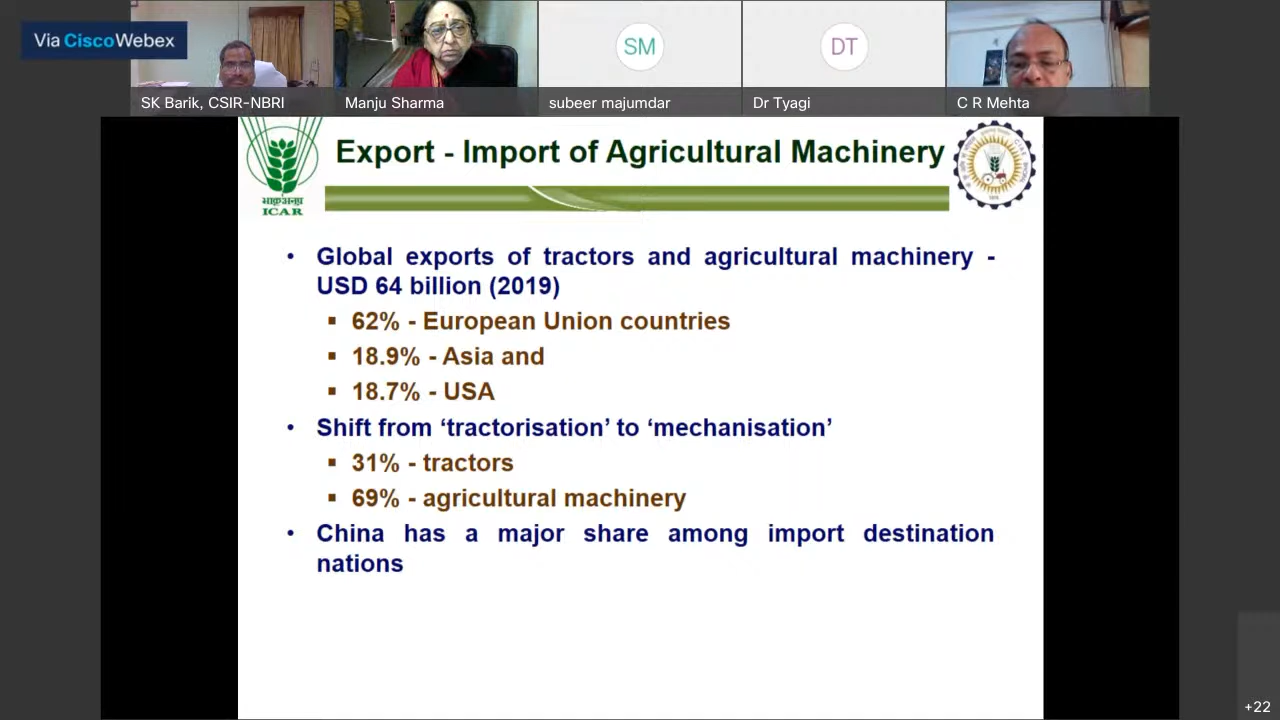 Via Cisco Webex
SM
DT
SK Barik, CSIR-NBRI
Manju Sharma
subeer majumdar
Dr Tyagi
C R Mehta
Export - Import of Agricultural Machinery
ICAR
• Global exports of tractors and agricultural machinery -
USD 64 billion (2019)
▪ 62% - European Union countries
▪ 18.9% - Asia and
▪ 18.7% - USA
• Shift from ‘tractorisation’ to ‘mechanisation’
▪ 31% - tractors
▪ 69% - agricultural machinery
• China has a major share among import destination
nations
+22